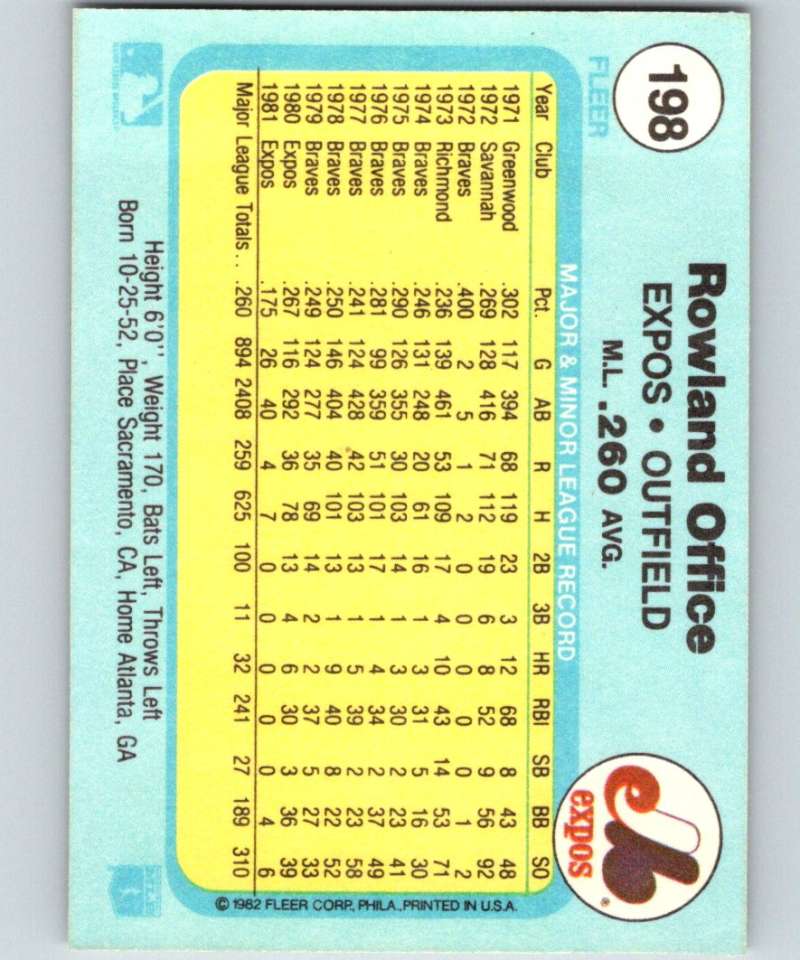 198
FLEER
Rowland Office
EXPOS • OUTFIELD
M.L. .260 AVG.
expos
MAJOR & MINOR LEAGUE RECORD
Year Club Pct. G AB R H 2B 3B HR RBI SB BB SO
1971 Greenwood .302 117 394 68 119 23 3 12 68 8 43 48
1972 Savannah .269 128 416 71 112 19 6 8 52 9 56 92
1972 Braves .400 2 5 1 2 0 0 0 0 0 1 2
1973 Richmond .236 139 461 53 109 17 4 10 43 14 53 71
1974 Braves .246 131 248 20 61 16 1 3 31 5 16 30
1975 Braves .290 126 355 30 103 14 1 3 30 2 23 41
1976 Braves .281 99 359 51 101 17 1 4 34 2 37 49
1977 Braves .241 124 428 42 103 13 1 5 39 2 23 58
1978 Braves .250 146 404 40 101 13 1 9 40 8 22 52
1979 Braves .249 124 277 35 69 14 2 2 37 5 27 33
1980 Expos .267 116 292 36 78 13 4 6 30 3 36 39
1981 Expos .175 26 40 4 7 0 0 0 0 0 4 6
Major League Totals . . .260 894 2408 259 625 100 11 32 241 27 189 310
© 1982 FLEER CORP, PHILA. PRINTED IN U.S.A.
Height 6'0'', Weight 170, Bats Left, Throws Left
Born 10-25-52, Place Sacramento, CA, Home Atlanta, GA